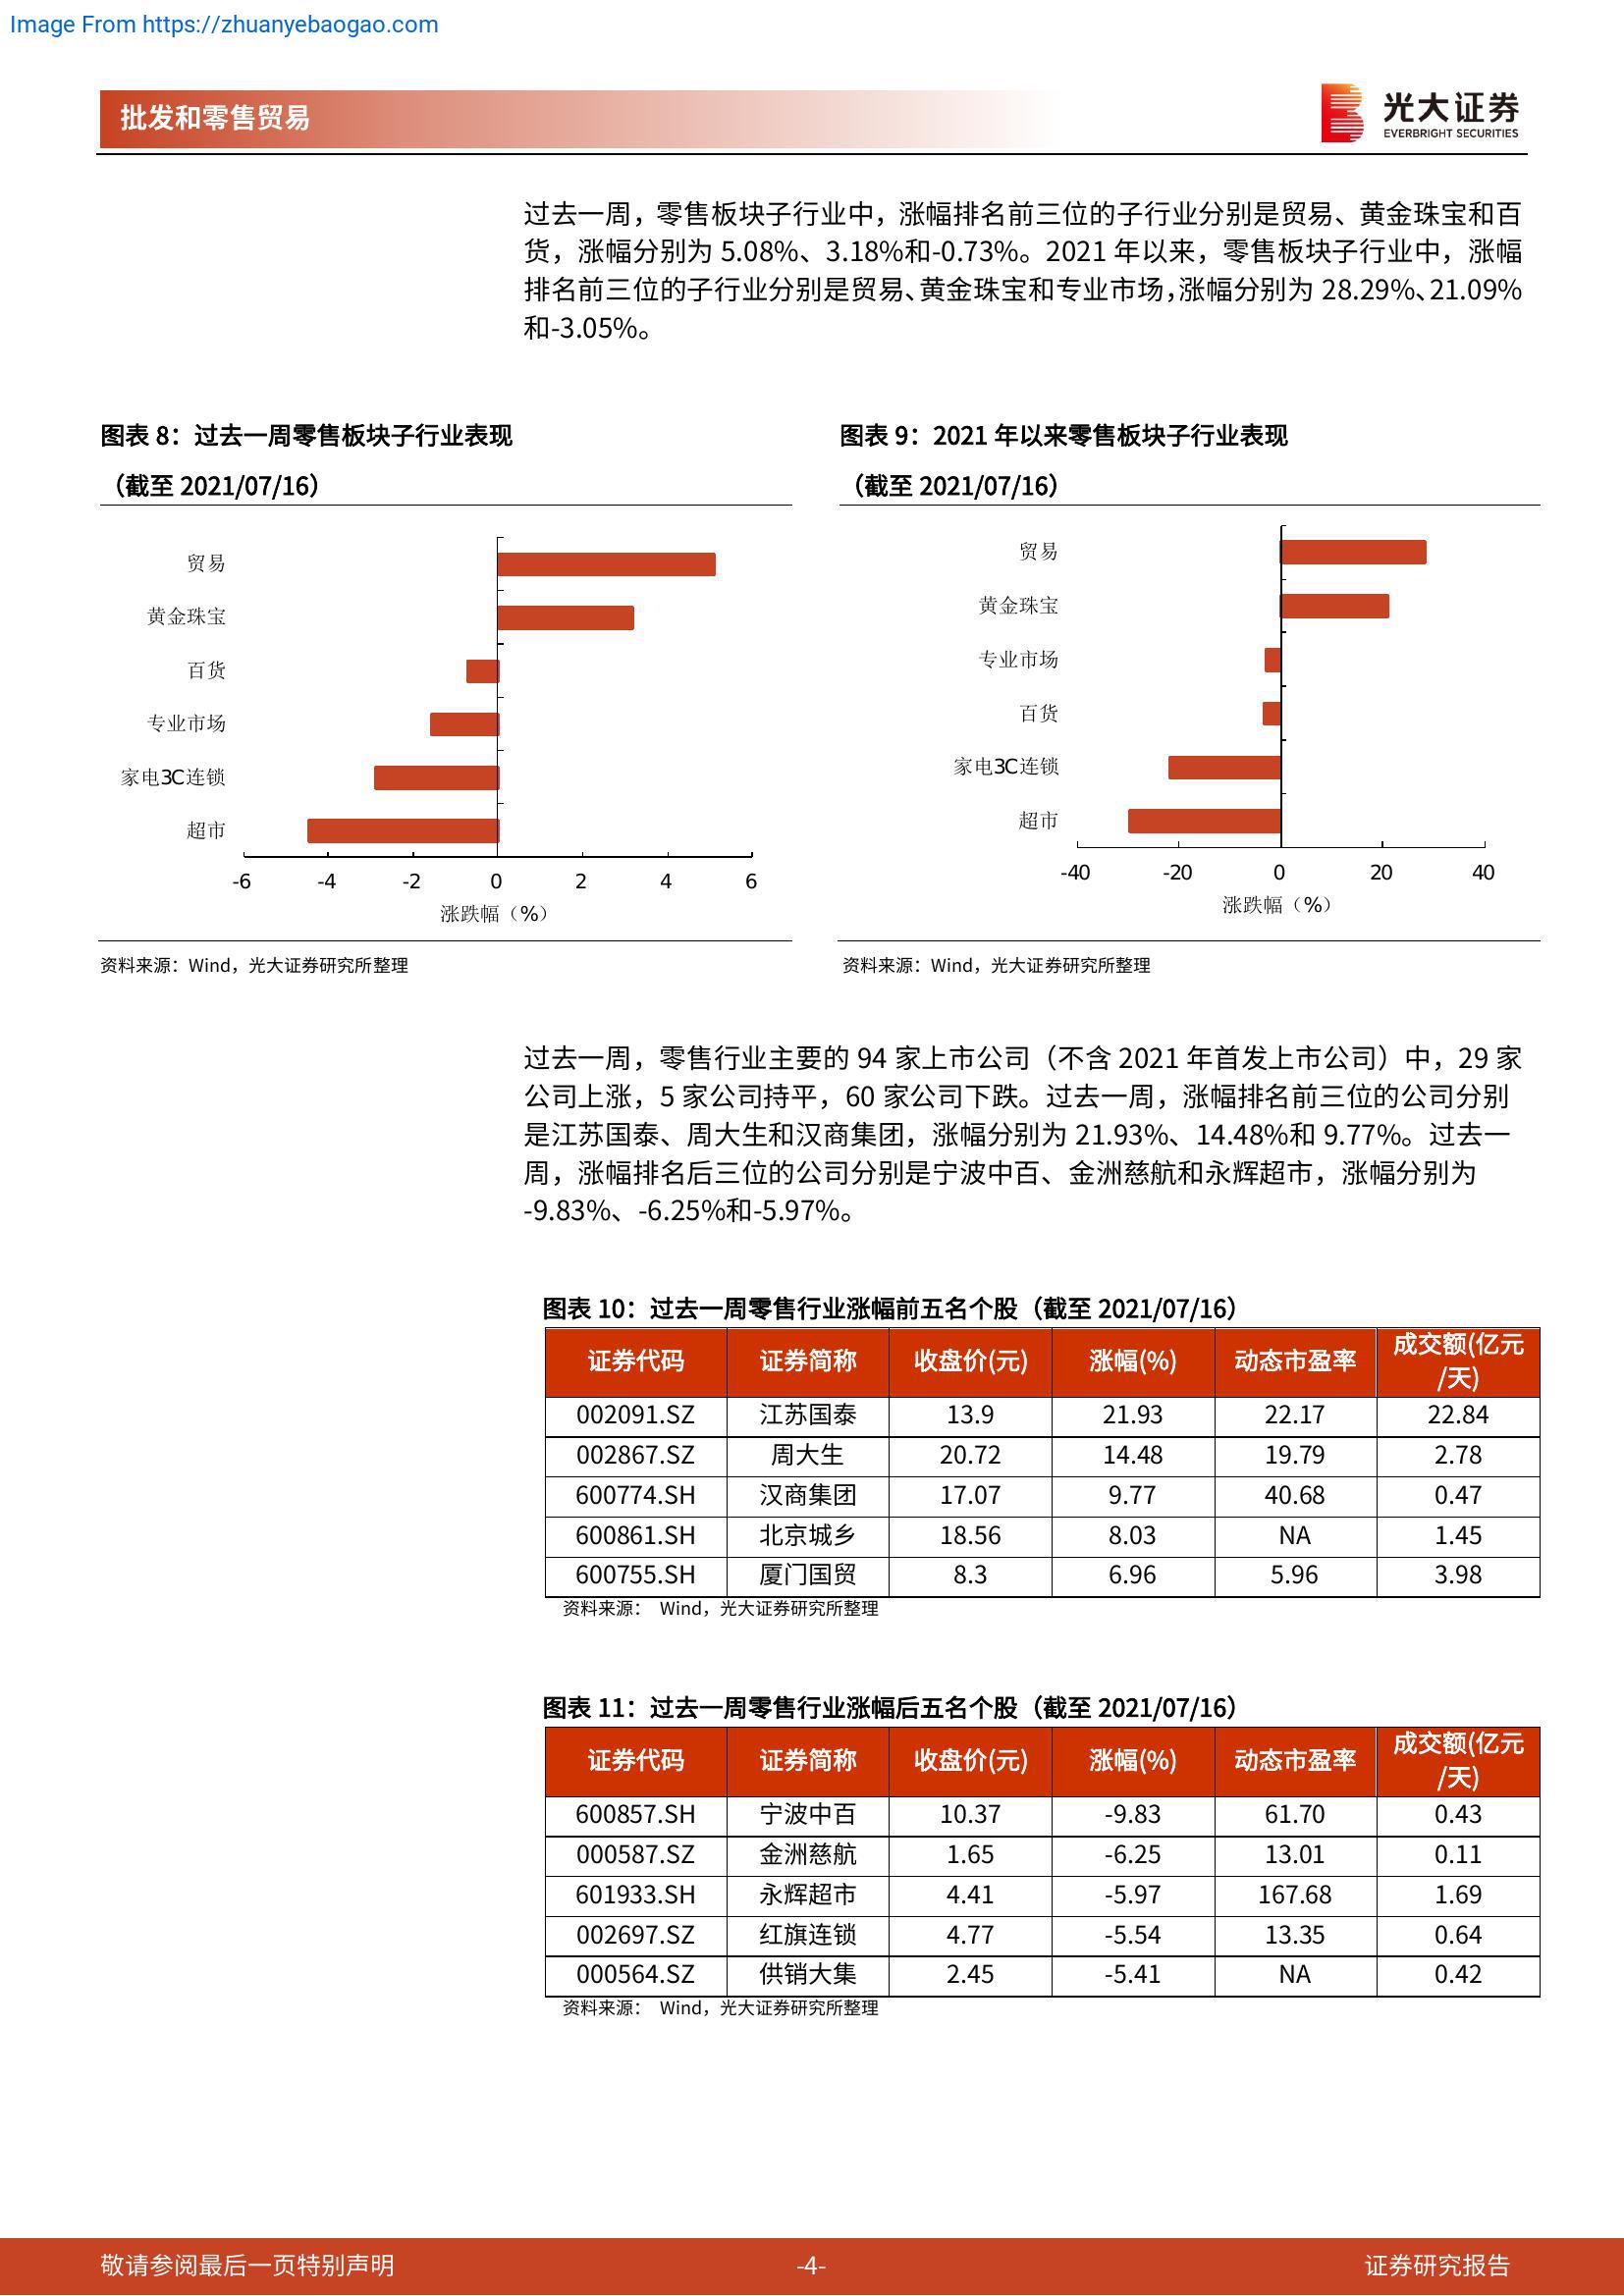 Image From https://zhuanyebaogao.com
批发和零售贸易
光大证券
EVERBRIGHT SECURITIES
过去一周，零售板块子行业中，涨幅排名前三位的子行业分别是贸易、黄金珠宝和百
货，涨幅分别为 5.08%、3.18%和-0.73%。2021 年以来，零售板块子行业中，涨幅
排名前三位的子行业分别是贸易、黄金珠宝和专业市场，涨幅分别为 28.29%、21.09%
和-3.05%。
图表 8：过去一周零售板块子行业表现
（截至 2021/07/16）
贸易
黄金珠宝
百货
专业市场
家电3C连锁
超市
-6 -4 -2 0 2 4 6
涨跌幅（%）
资料来源：Wind，光大证券研究所整理
图表 9：2021 年以来零售板块子行业表现
（截至 2021/07/16）
贸易
黄金珠宝
专业市场
百货
家电3C连锁
超市
-40 -20 0 20 40
涨跌幅（%）
资料来源：Wind，光大证券研究所整理
过去一周，零售行业主要的 94 家上市公司（不含 2021 年首发上市公司）中，29 家
公司上涨，5 家公司持平，60 家公司下跌。过去一周，涨幅排名前三位的公司分别
是江苏国泰、周大生和汉商集团，涨幅分别为 21.93%、14.48%和 9.77%。过去一
周，涨幅排名后三位的公司分别是宁波中百、金洲慈航和永辉超市，涨幅分别为
-9.83%、-6.25%和-5.97%。
图表 10：过去一周零售行业涨幅前五名个股（截至 2021/07/16）
证券代码 证券简称 收盘价(元) 涨幅(%) 动态市盈率 成交额(亿元
/天)
002091.SZ 江苏国泰 13.9 21.93 22.17 22.84
002867.SZ 周大生 20.72 14.48 19.79 2.78
600774.SH 汉商集团 17.07 9.77 40.68 0.47
600861.SH 北京城乡 18.56 8.03 NA 1.45
600755.SH 厦门国贸 8.3 6.96 5.96 3.98
资料来源： Wind，光大证券研究所整理
图表 11：过去一周零售行业涨幅后五名个股（截至 2021/07/16）
证券代码 证券简称 收盘价(元) 涨幅(%) 动态市盈率 成交额(亿元
/天)
600857.SH 宁波中百 10.37 -9.83 61.70 0.43
000587.SZ 金洲慈航 1.65 -6.25 13.01 0.11
601933.SH 永辉超市 4.41 -5.97 167.68 1.69
002697.SZ 红旗连锁 4.77 -5.54 13.35 0.64
000564.SZ 供销大集 2.45 -5.41 NA 0.42
资料来源： Wind，光大证券研究所整理
敬请参阅最后一页特别声明 -4- 证券研究报告